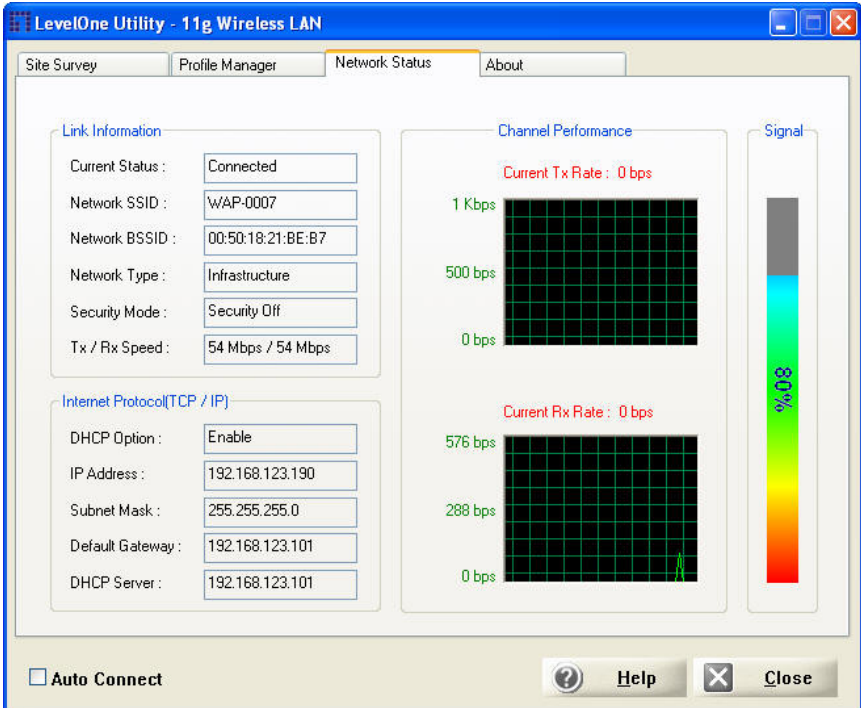 LevelOne Utility - 11g Wireless LAN
Site Survey
Profile Manager
Network Status
About
Link Information
Current Status : Connected
Network SSID : WAP-0007
Network BSSID : 00:50:18:21:BE:B7
Network Type : Infrastructure
Security Mode : Security Off
Tx / Rx Speed : 54 Mbps / 54 Mbps
Internet Protocol(TCP / IP)
DHCP Option : Enable
IP Address : 192.168.123.190
Subnet Mask : 255.255.255.0
Default Gateway : 192.168.123.101
DHCP Server : 192.168.123.101
Channel Performance
Current Tx Rate : 0 bps
1 Kbps
500 bps
0 bps
Current Rx Rate : 0 bps
576 bps
288 bps
0 bps
Signal
80%
Auto Connect
Help
Close